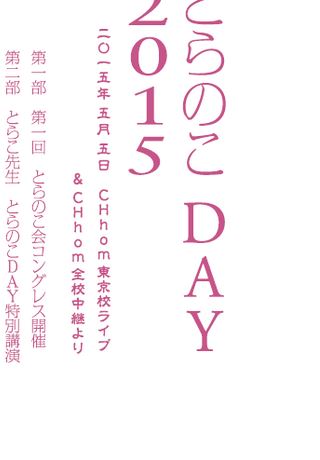 とらのこ DAY
2015
二〇一五年 五月 五日 CHhom東京校ライブ
&CHhom全校中継より
第一部 第一回 とらのこ会コングレス開催
第二部 とらこ先生 とらのこDAY特別講演